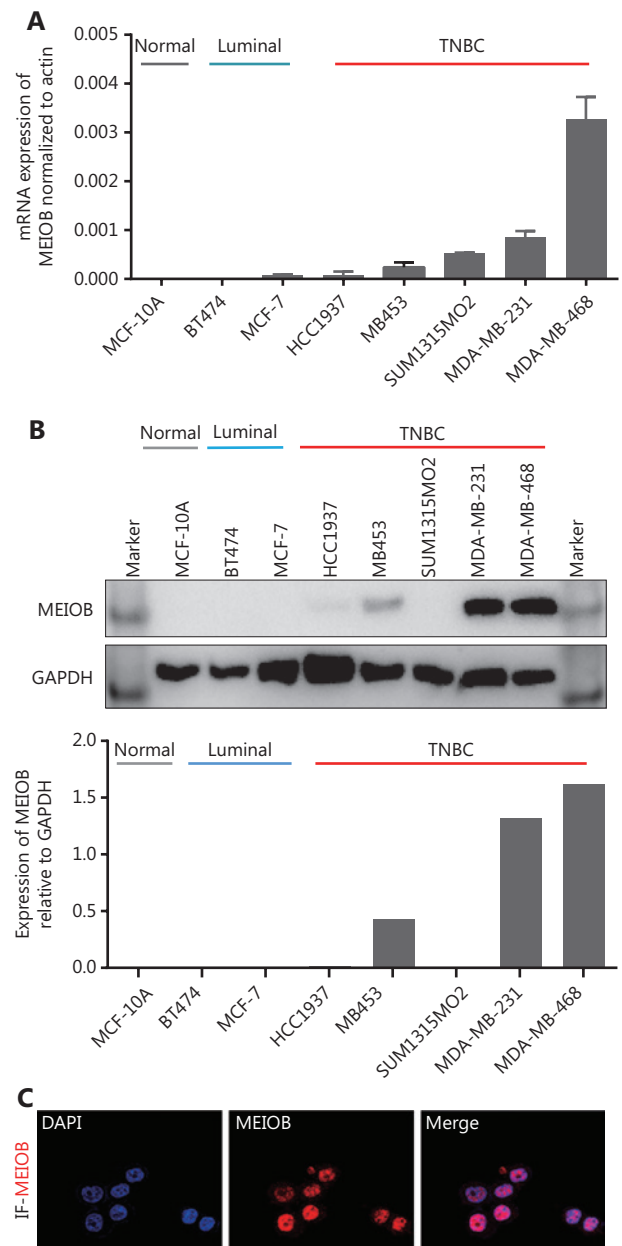 A
mRNA expression of
MEIOB normalized to actin
0.005
0.004
0.003
0.002
0.001
0.000
Normal Luminal TNBC
MCF-10A
BT474
MCF-7
HCC1937
MB453
SUM1315MO2
MDA-MB-231
MDA-MB-468
B
Normal Luminal TNBC
Marker
MCF-10A
BT474
MCF-7
HCC1937
MB453
SUM1315MO2
MDA-MB-231
MDA-MB-468
Marker
MEIOB
GAPDH
Expression of MEIOB
relative to GAPDH
2.0
1.5
1.0
0.5
0.0
Normal Luminal TNBC
MCF-10A
BT474
MCF-7
HCC1937
MB453
SUM1315MO2
MDA-MB-231
MDA-MB-468
C
IF-MEIOB
DAPI MEIOB Merge